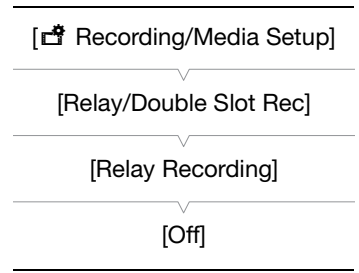 [Recording/Media Setup]
[Relay/Double Slot Rec]
[Relay Recording]
[Off]